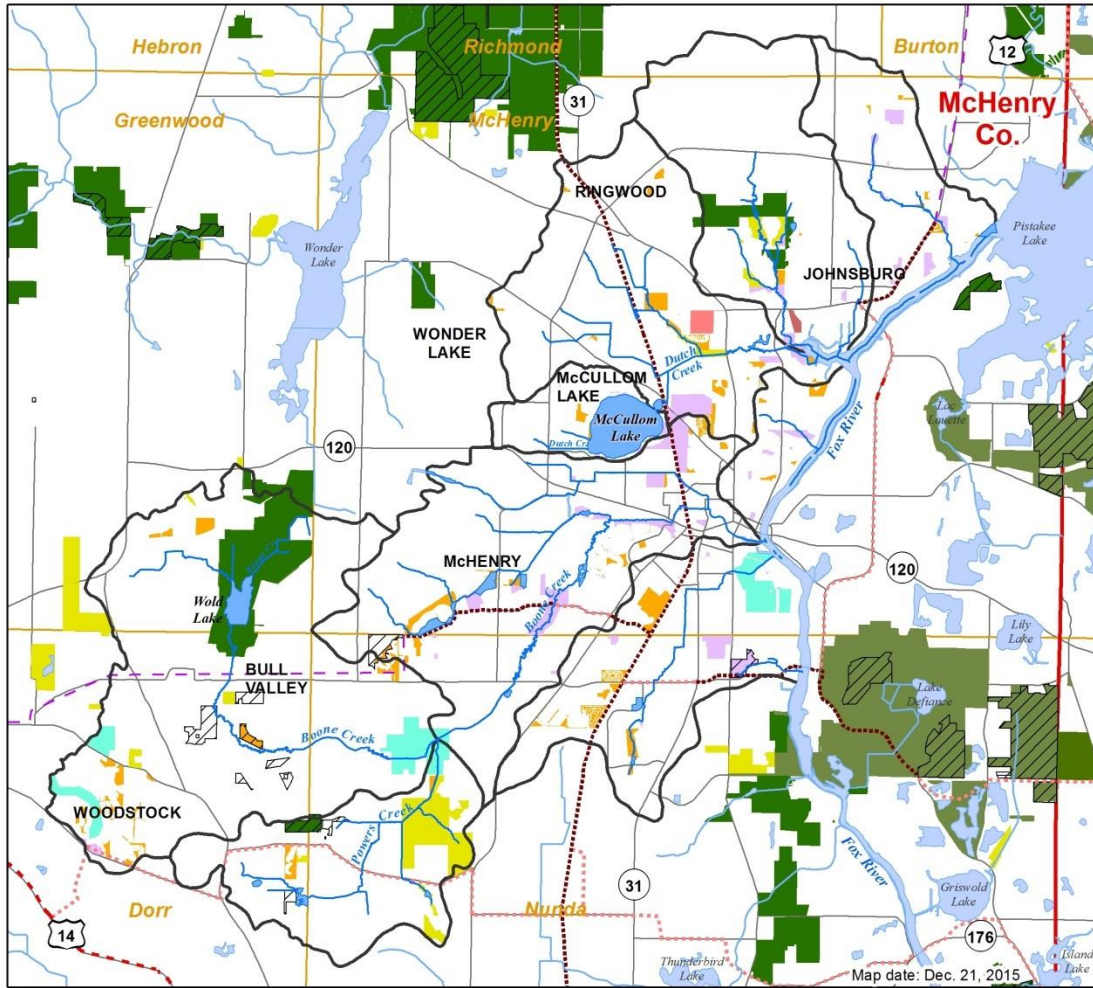 Hebron
Richmond
Burton
12
Greenwood
McHenry
31
McHenry
Co.
RINGWOOD
Pistakee
Lake
Wonder
Lake
JOHNSBURG
WONDER
LAKE
Dutch
Creek
McCULLOM
LAKE
McCullom
Lake
Lac
Louette
Fox River
120
McHENRY
120
Wold
Lake
Boone Creek
Lily
Lake
BULL
VALLEY
Lake
Defiance
Boone Creek
WOODSTOCK
Powers Creek
Fox River
31
Griswold
Lake
Dorr
Nunda
14
176
Thunderbird
Lake
Island
Lake
Map date: Dec. 21, 2015